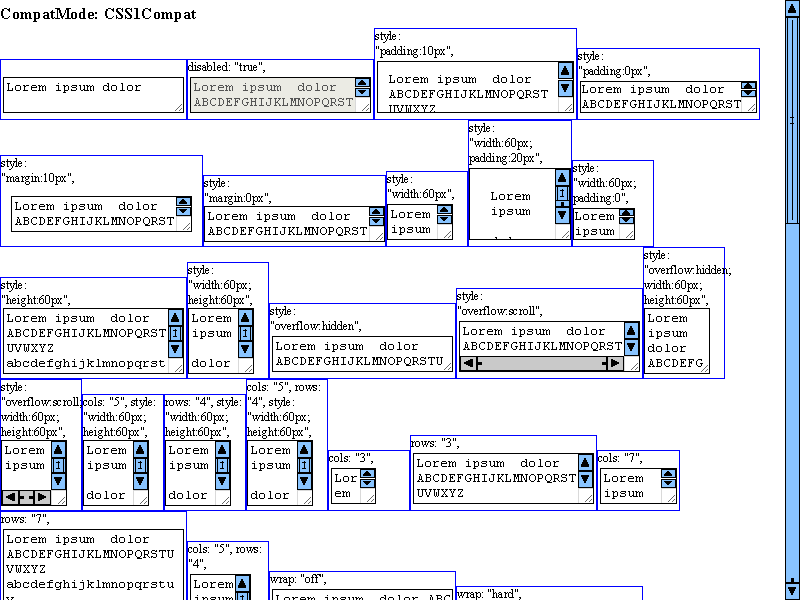 CompatMode: CSS1Compat
Lorem ipsum dolor
disabled: "true",
Lorem ipsum  dolor
ABCDEFGHIJKLMNOPQRST
style:
"padding:10px",
Lorem ipsum  dolor
ABCDEFGHIJKLMNOPQRST
UVWXYZ
style:
"padding:0px",
Lorem ipsum  dolor
ABCDEFGHIJKLMNOPQRST
style:
"margin:10px",
Lorem ipsum  dolor
ABCDEFGHIJKLMNOPQRST
style:
"margin:0px",
Lorem ipsum  dolor
ABCDEFGHIJKLMNOPQRST
style:
"width:60px",
Lorem
ipsum
style:
"width:60px;
padding:20px",
Lorem
ipsum
style:
"width:60px;
padding:0",
Lorem
ipsum
style:
"height:60px",
Lorem ipsum  dolor
ABCDEFGHIJKLMNOPQRST
UVWXYZ
abcdefghijklmnopqrst
style:
"width:60px;
height:60px",
Lorem
ipsum
dolor
style:
"overflow:hidden",
Lorem ipsum  dolor
ABCDEFGHIJKLMNOPQRSTU
style:
"overflow:scroll",
Lorem ipsum  dolor
ABCDEFGHIJKLMNOPQRST
style:
"overflow:hidden;
width:60px;
height:60px",
Lorem
ipsum
dolor
ABCDEFG
style:
"overflow:scroll;
width:60px;
height:60px",
Lorem
ipsum
cols: "5", style:
"width:60px;
height:60px",
Lorem
ipsum
dolor
rows: "4", style:
"width:60px;
height:60px",
Lorem
ipsum
dolor
cols: "5", rows:
"4", style:
"width:60px;
height:60px",
Lorem
ipsum
dolor
cols: "3",
Lor
em
rows: "3",
Lorem ipsum  dolor
ABCDEFGHIJKLMNOPQRST
UVWXYZ
cols: "7",
Lorem
ipsum
rows: "7",
Lorem ipsum  dolor
ABCDEFGHIJKLMNOPQRSTU
VWXYZ
abcdefghijklmnopqrstu
v
cols: "5", rows:
"4",
Lorem
ipsum
wrap: "off",
Lorem ipsum  dolor  ABC
wrap: "hard",